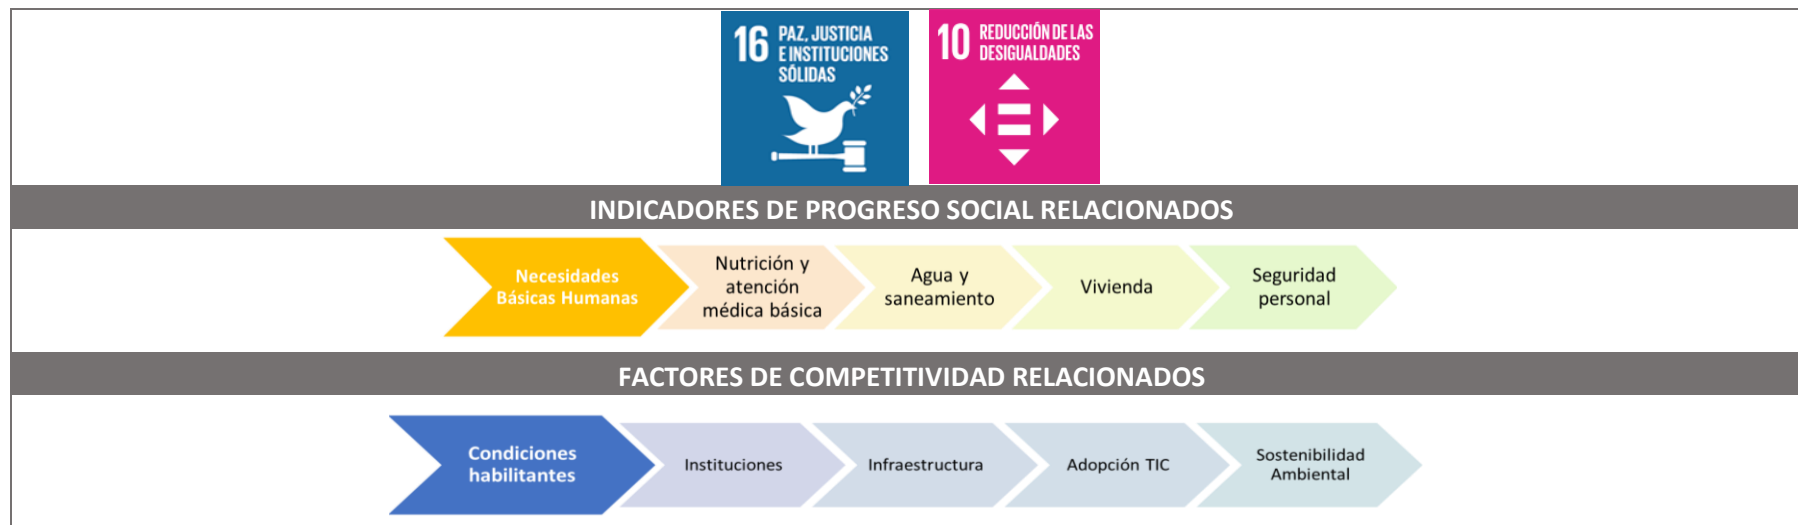 16 PAZ, JUSTICIA
E INSTITUCIONES
SÓLIDAS
10 REDUCCIÓN DE LAS
DESIGUALDADES
INDICADORES DE PROGRESO SOCIAL RELACIONADOS
Necesidades
Básicas Humanas
Nutrición y
atención
médica básica
Agua y
saneamiento
Vivienda
Seguridad
personal
FACTORES DE COMPETITIVIDAD RELACIONADOS
Condiciones
habilitantes
Instituciones
Infraestructura
Adopción TIC
Sostenibilidad
Ambiental